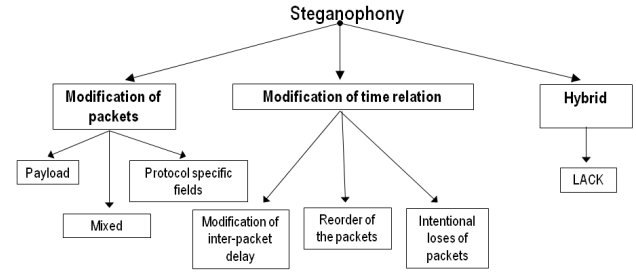 Steganophony
Modification of
packets
Modification of time relation
Hybrid
Payload
Protocol specific
fields
Mixed
Modification of
inter-packet
delay
Reorder of
the packets
Intentional
loses of
packets
LACK